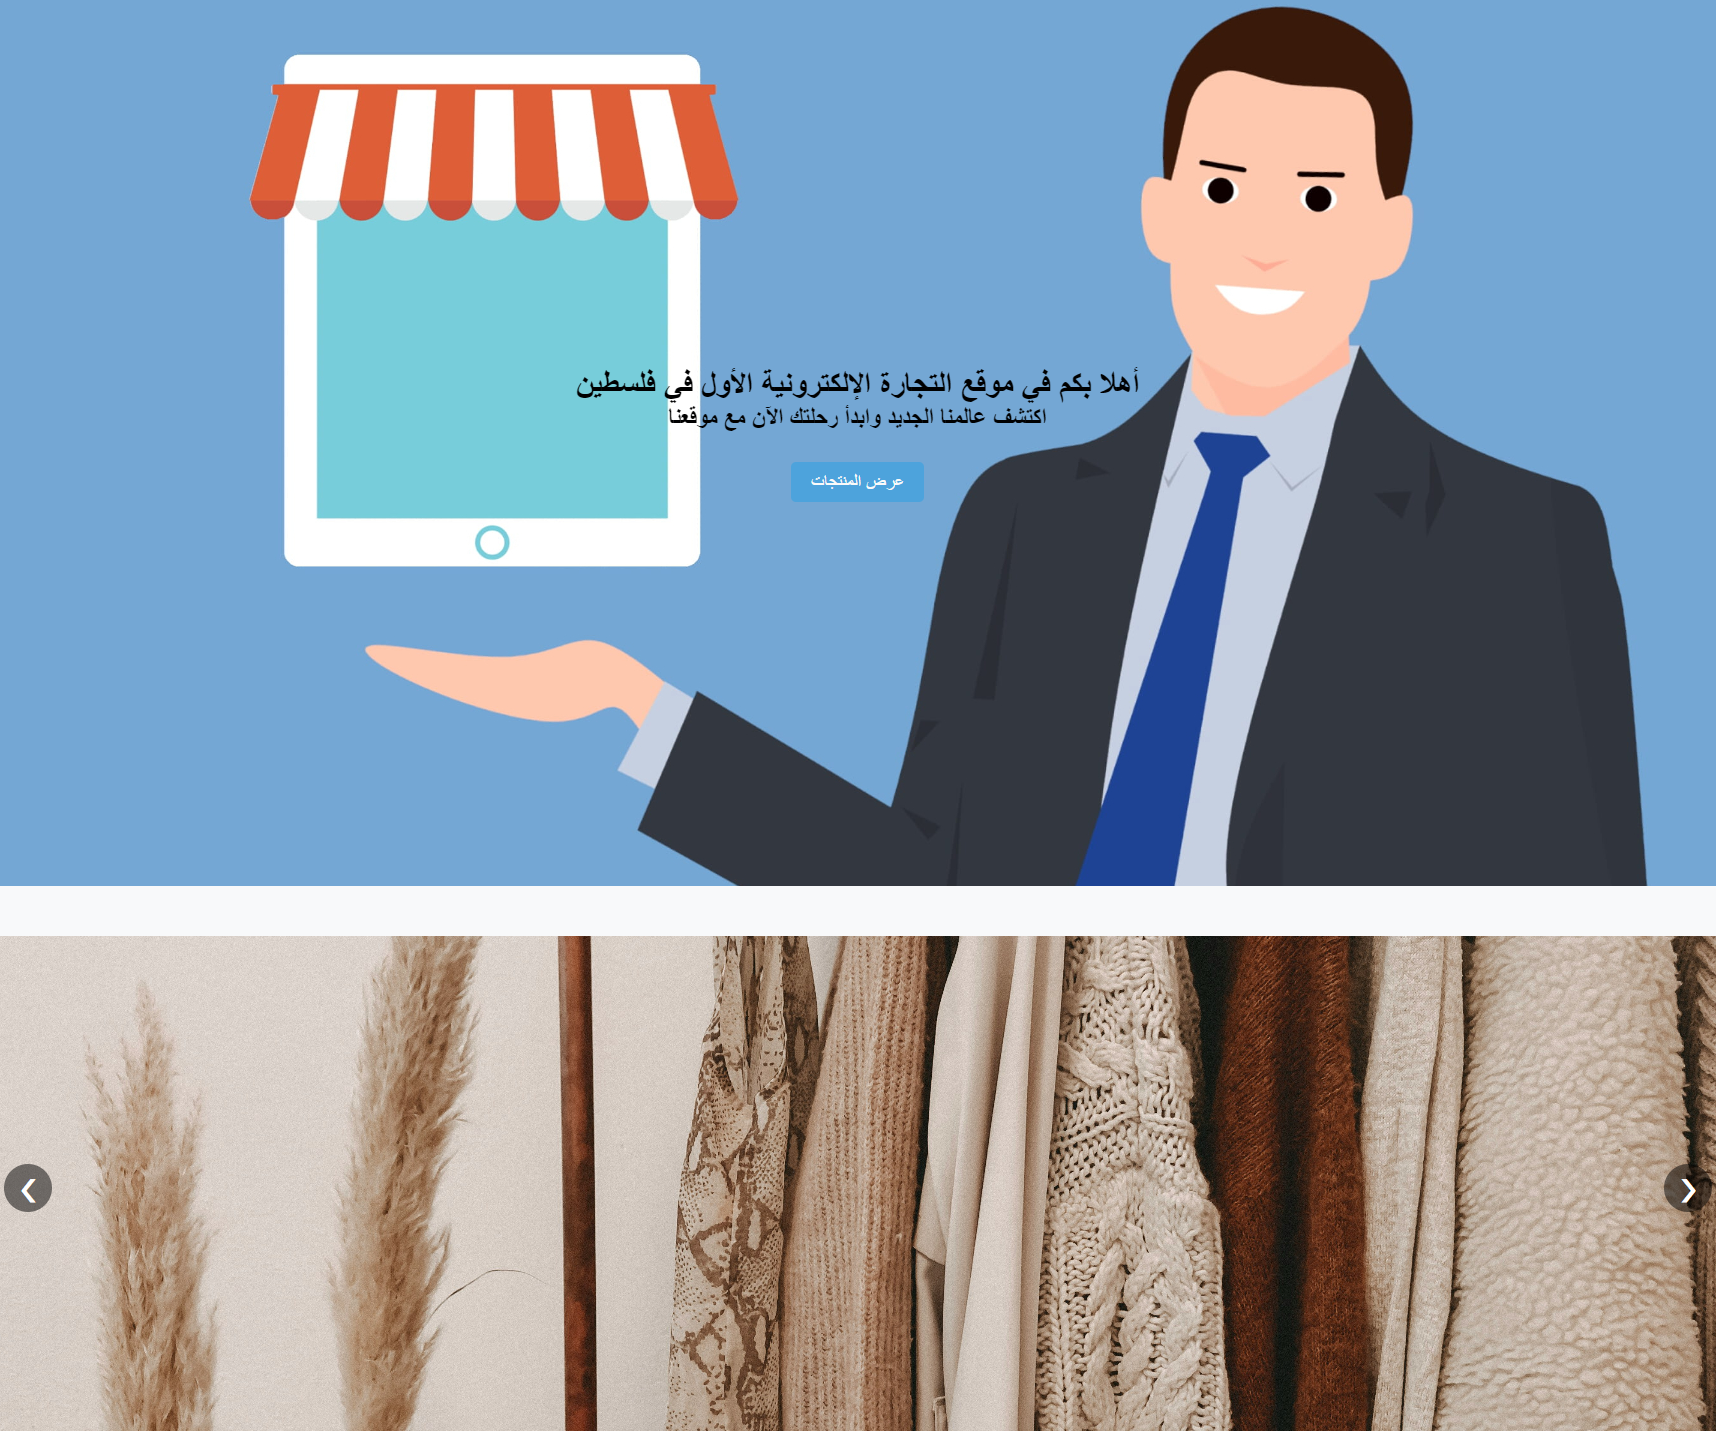 أهلا بكم في موقع التجارة الإلكترونية الأول في فلسطين
اكتشف عالمنا الجديد وابدأ رحلتك الآن مع موقعنا
عرض المنتجات